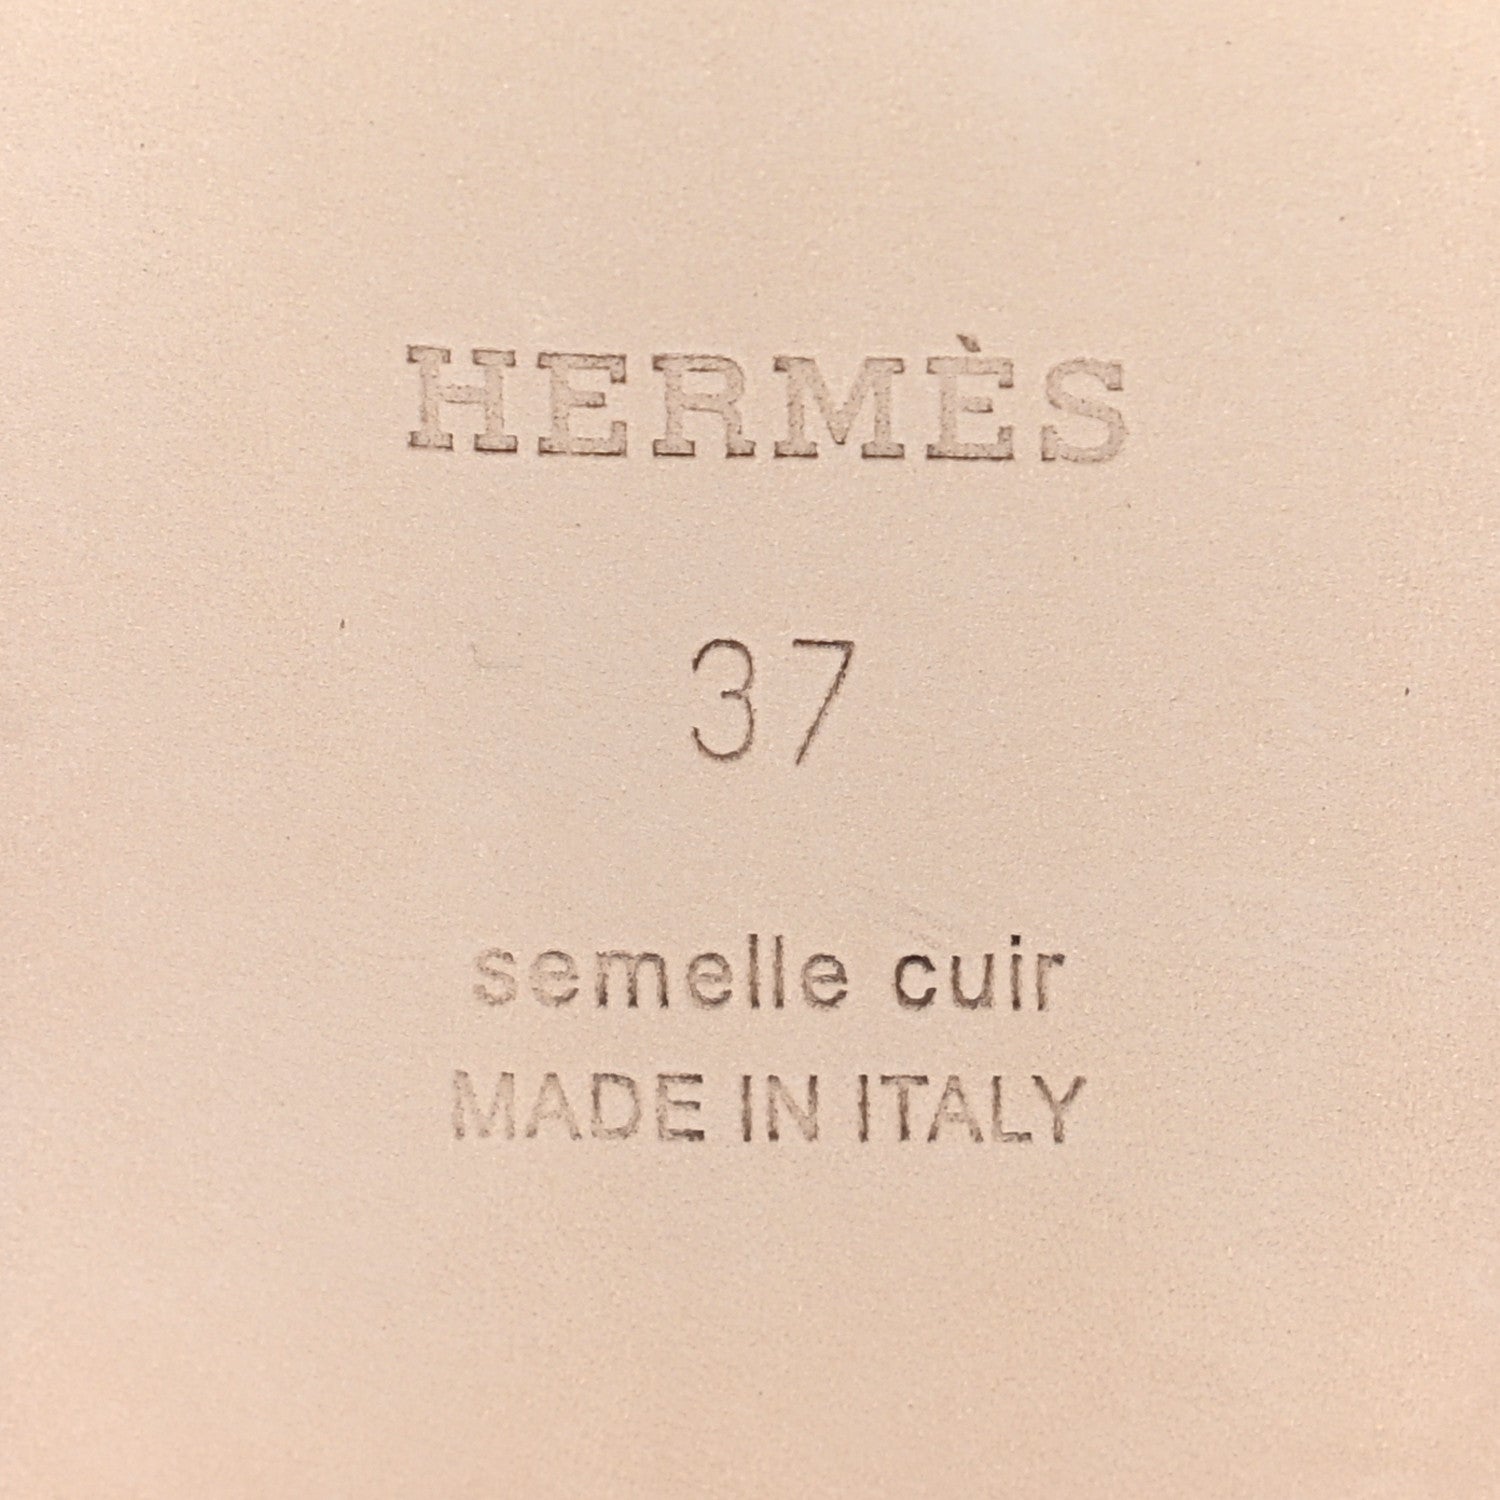 HERMÈS
37
semelle cuir
MADE IN ITALY